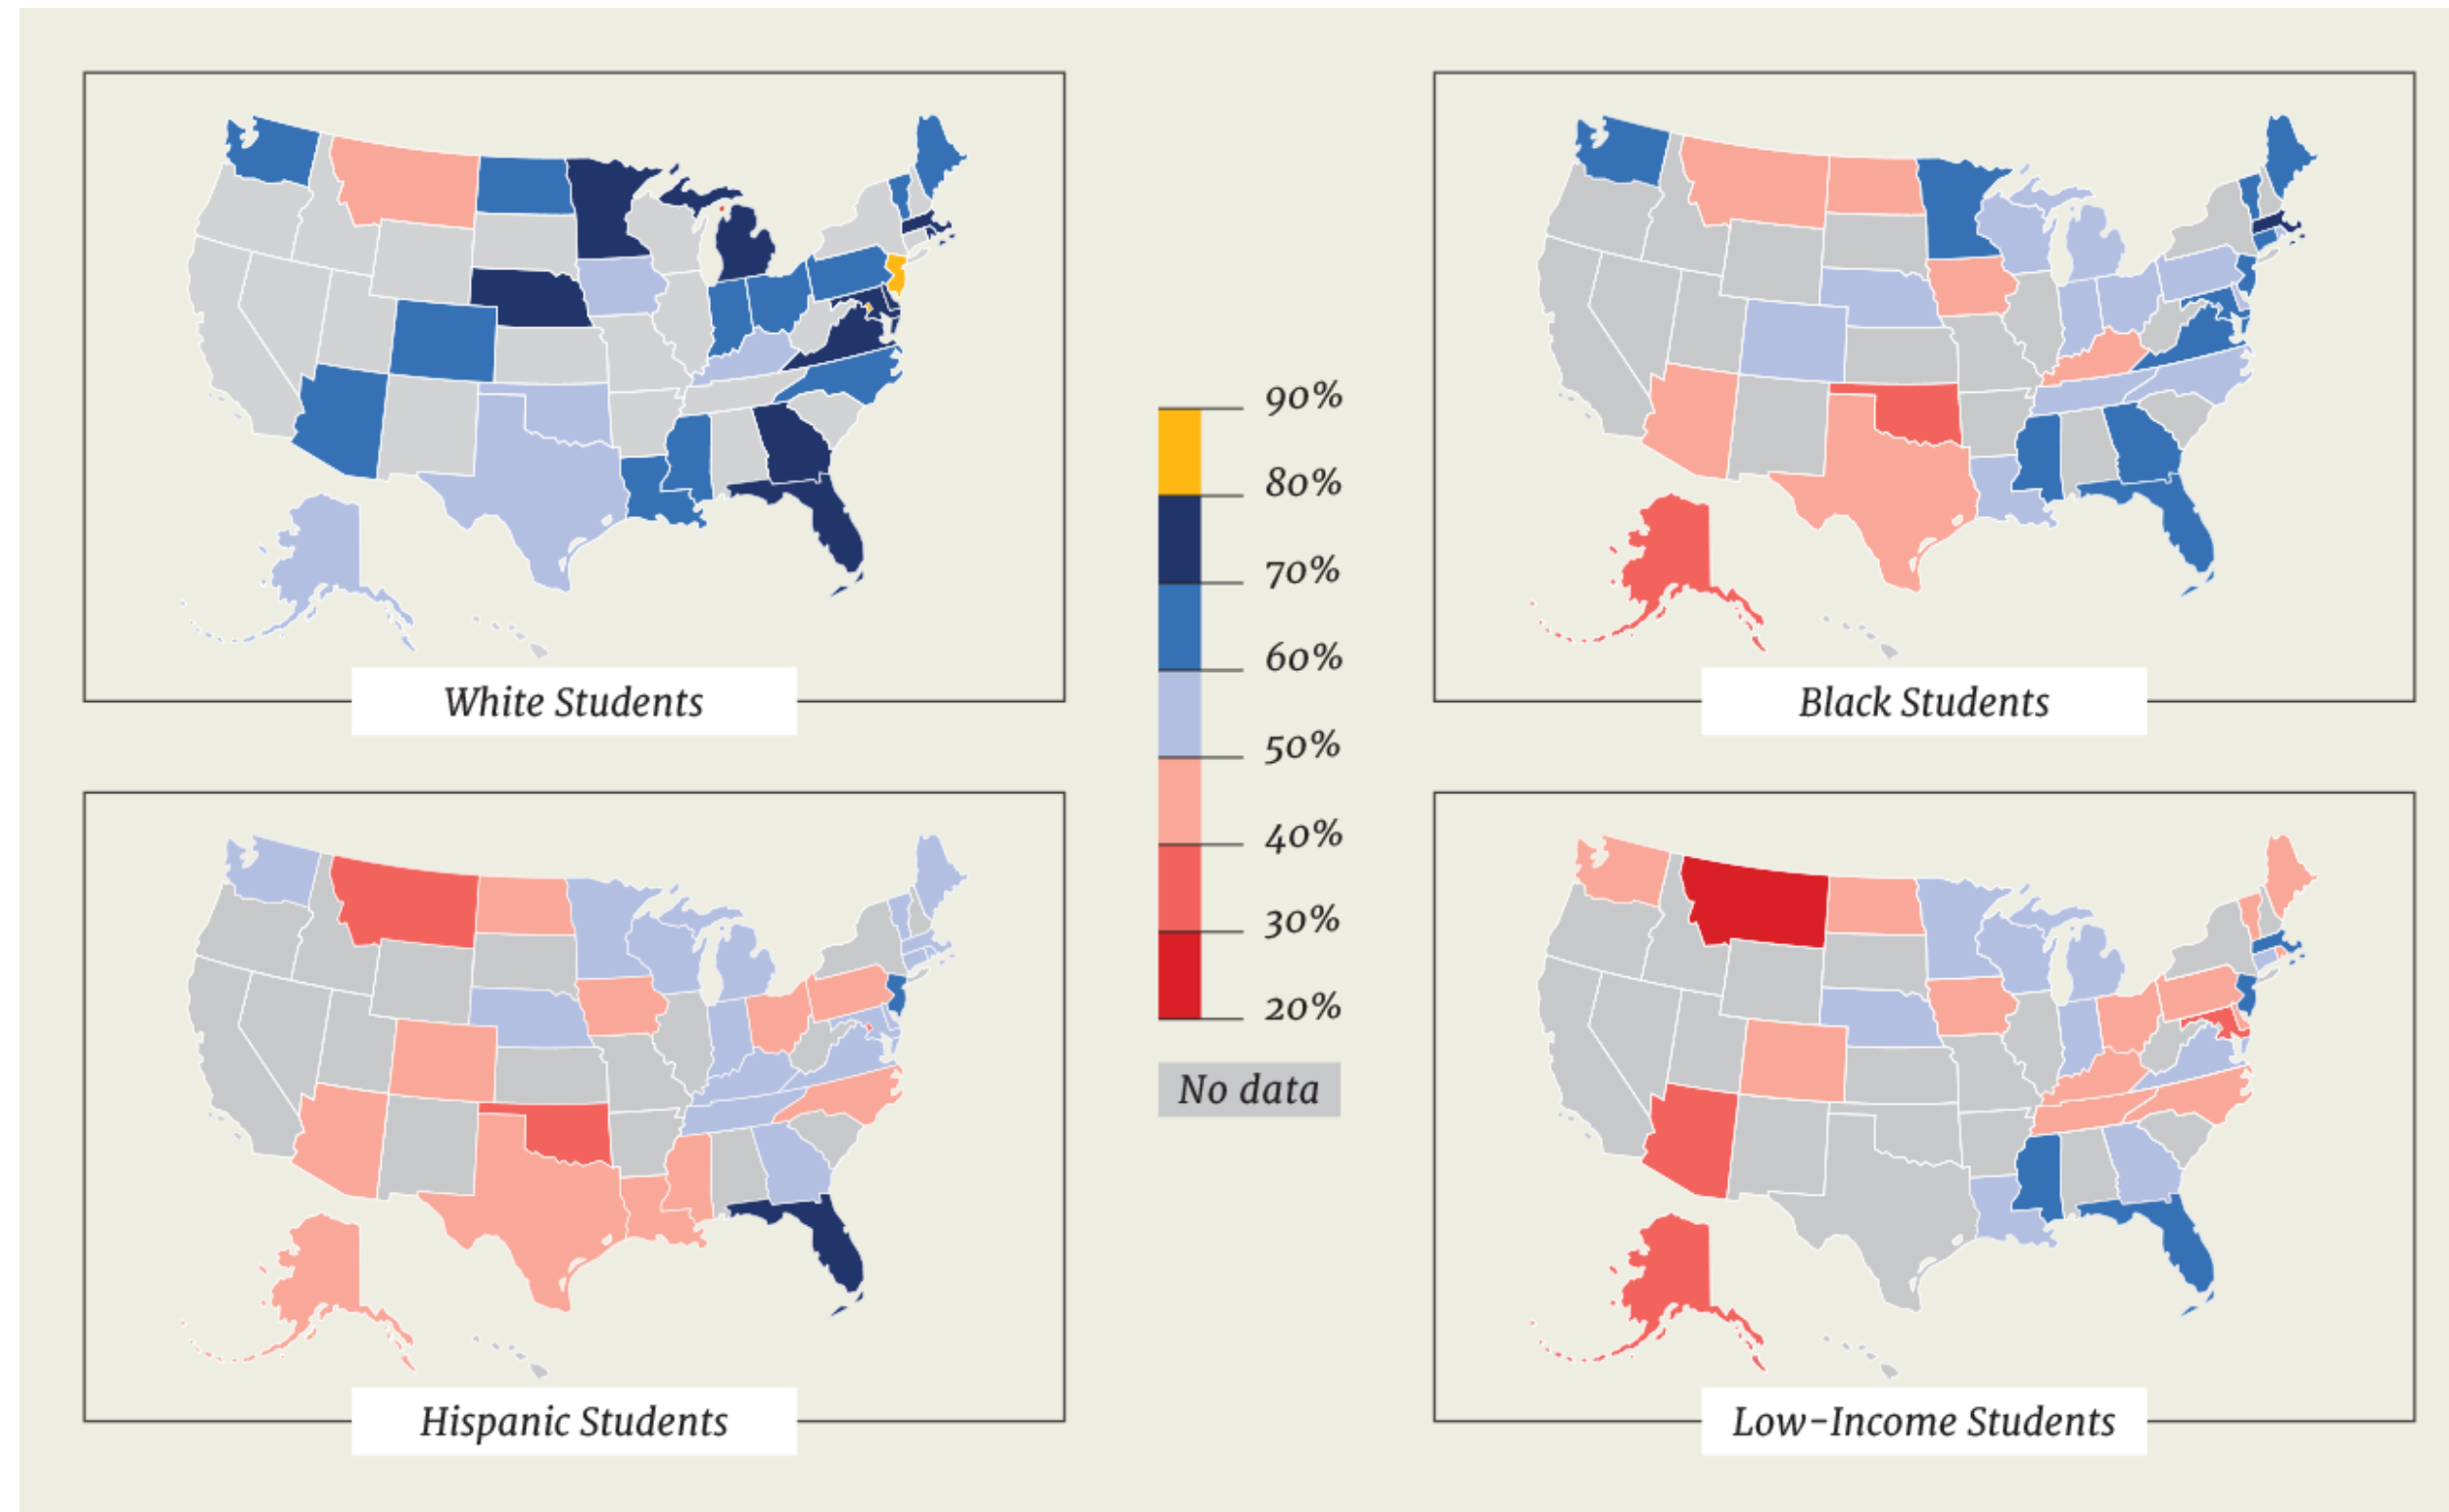 White Students
Black Students
90%
80%
70%
60%
50%
40%
30%
20%
No data
Hispanic Students
Low-Income Students